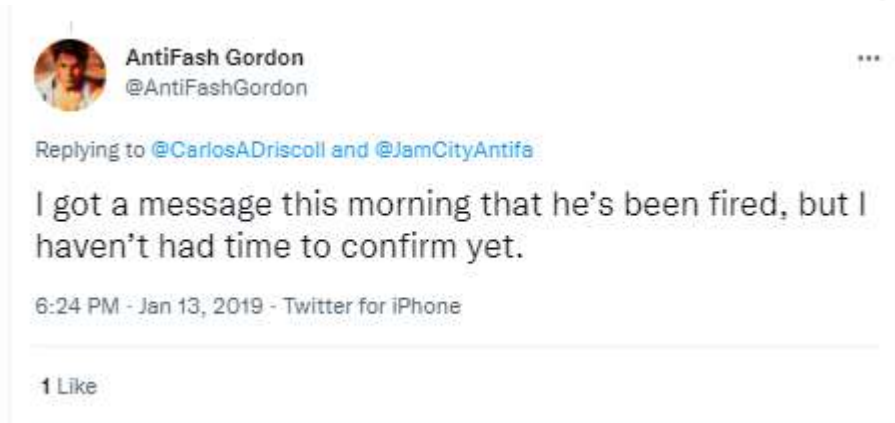 AntiFash Gordon
@AntiFashGordon
Replying to @CarlosADriscoll and @JamCityAntifa
I got a message this morning that he’s been fired, but I
haven’t had time to confirm yet.
6:24 PM · Jan 13, 2019 · Twitter for iPhone
1 Like